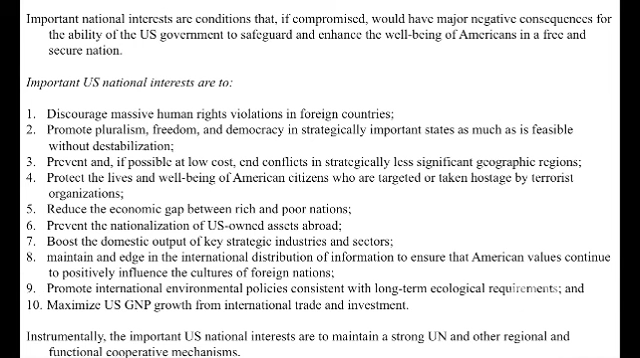 Important national interests are conditions that, if compromised, would have major negative consequences for
the ability of the US government to safeguard and enhance the well-being of Americans in a free and
secure nation.
Important US national interests are to:
1. Discourage massive human rights violations in foreign countries;
2. Promote pluralism, freedom, and democracy in strategically important states as much as is feasible
without destabilization;
3. Prevent and, if possible at low cost, end conflicts in strategically less significant geographic regions;
4. Protect the lives and well-being of American citizens who are targeted or taken hostage by terrorist
organizations;
5. Reduce the economic gap between rich and poor nations;
6. Prevent the nationalization of US-owned assets abroad;
7. Boost the domestic output of key strategic industries and sectors;
8. maintain and edge in the international distribution of information to ensure that American values continue
to positively influence the cultures of foreign nations;
9. Promote international environmental policies consistent with long-term ecological requirements; and
10. Maximize US GNP growth from international trade and investment.
Instrumentally, the important US national interests are to maintain a strong UN and other regional and
functional cooperative mechanisms.